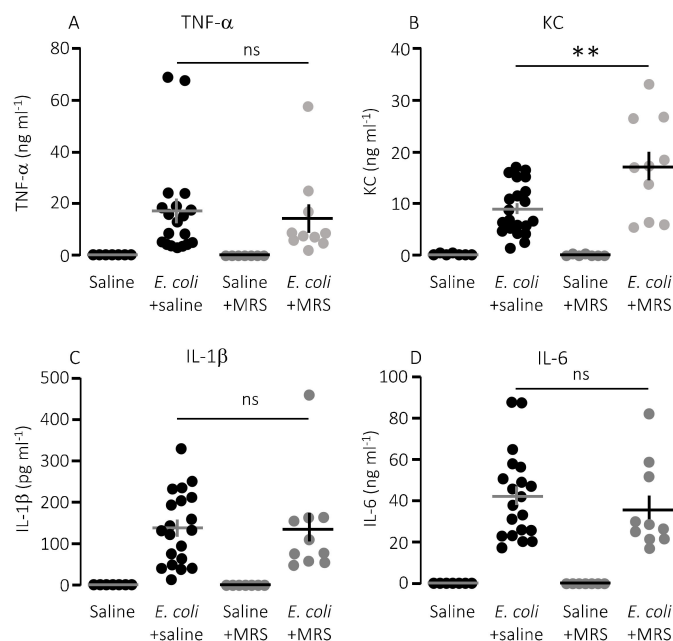 A
TNF-α
ns
80
60
40
20
0
TNF-α (ng ml⁻¹)
Saline E. coli Saline E. coli
+saline +MRS +MRS
B
KC
**
40
30
20
10
0
KC (ng ml⁻¹)
Saline E. coli Saline E. coli
+saline +MRS +MRS
C
IL-1β
ns
500
400
300
200
100
0
IL-1β (pg ml⁻¹)
Saline E. coli Saline E. coli
+saline +MRS +MRS
D
IL-6
ns
100
80
60
40
20
0
IL-6 (ng ml⁻¹)
Saline E. coli Saline E. coli
+saline +MRS +MRS